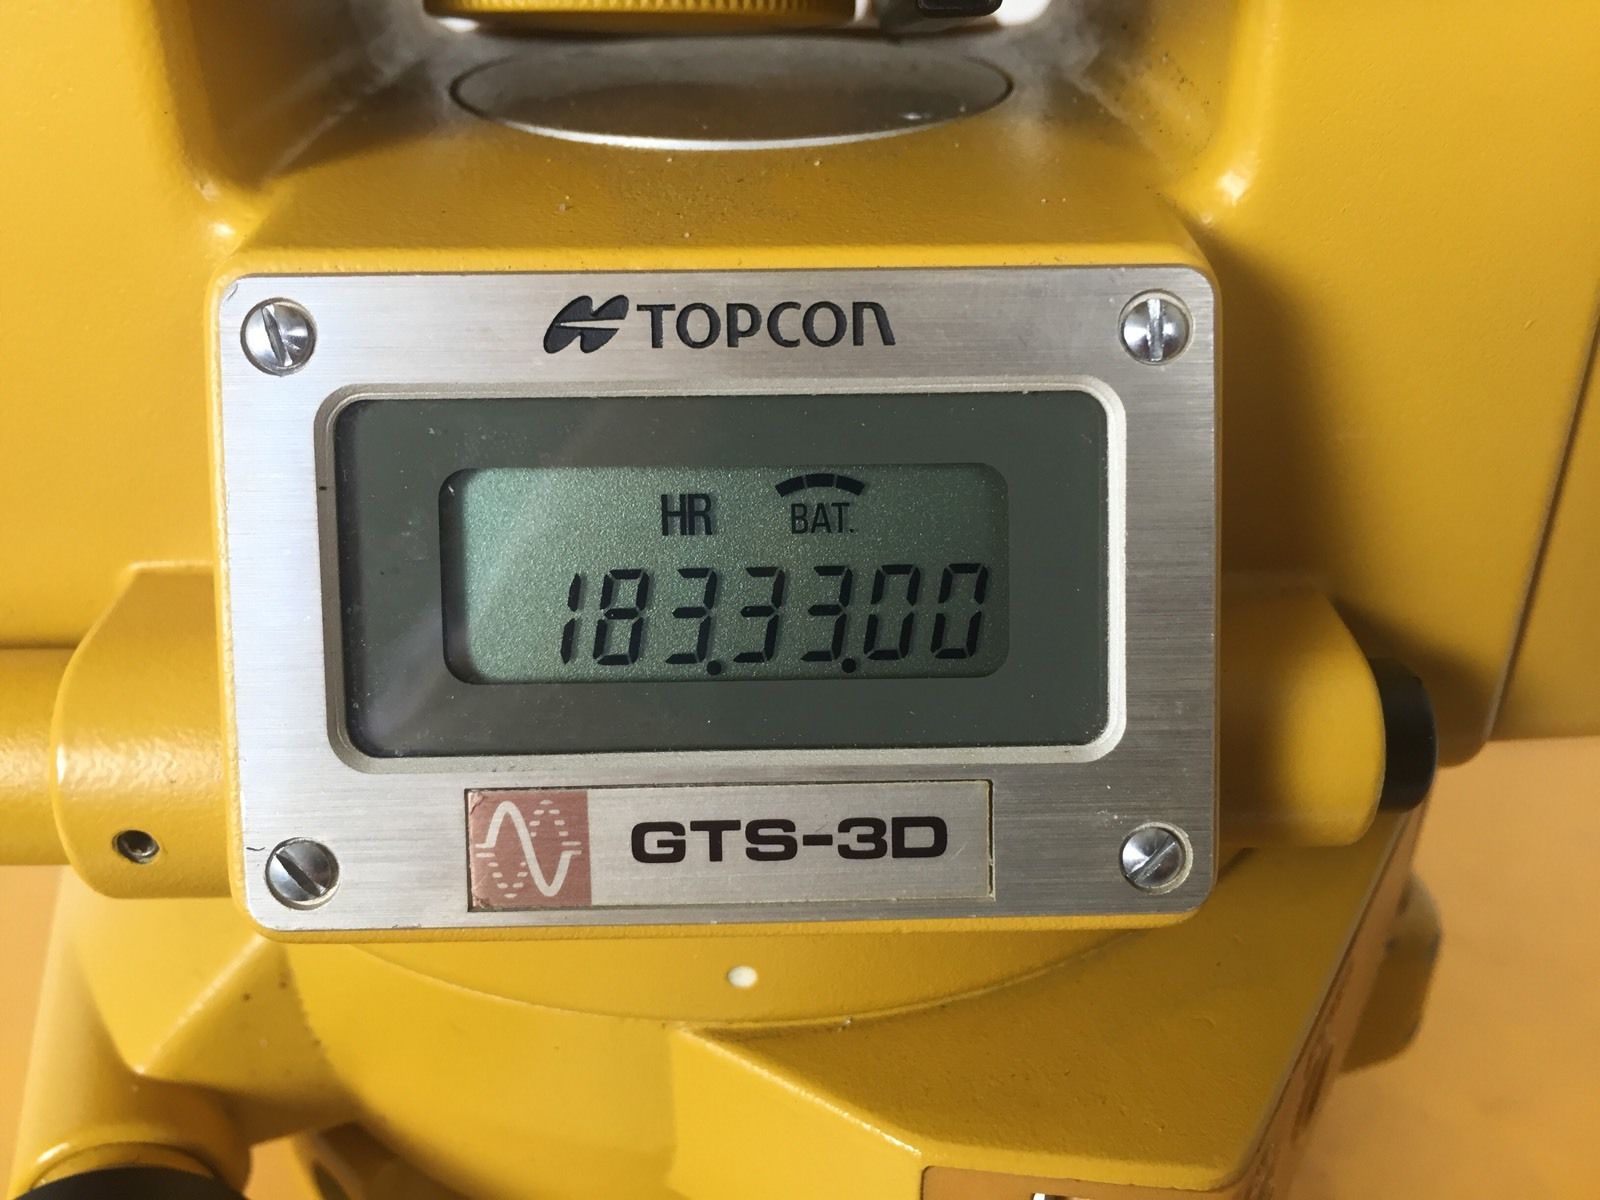 TOPCON
HR BAT.
183.33.00
GTS-3D